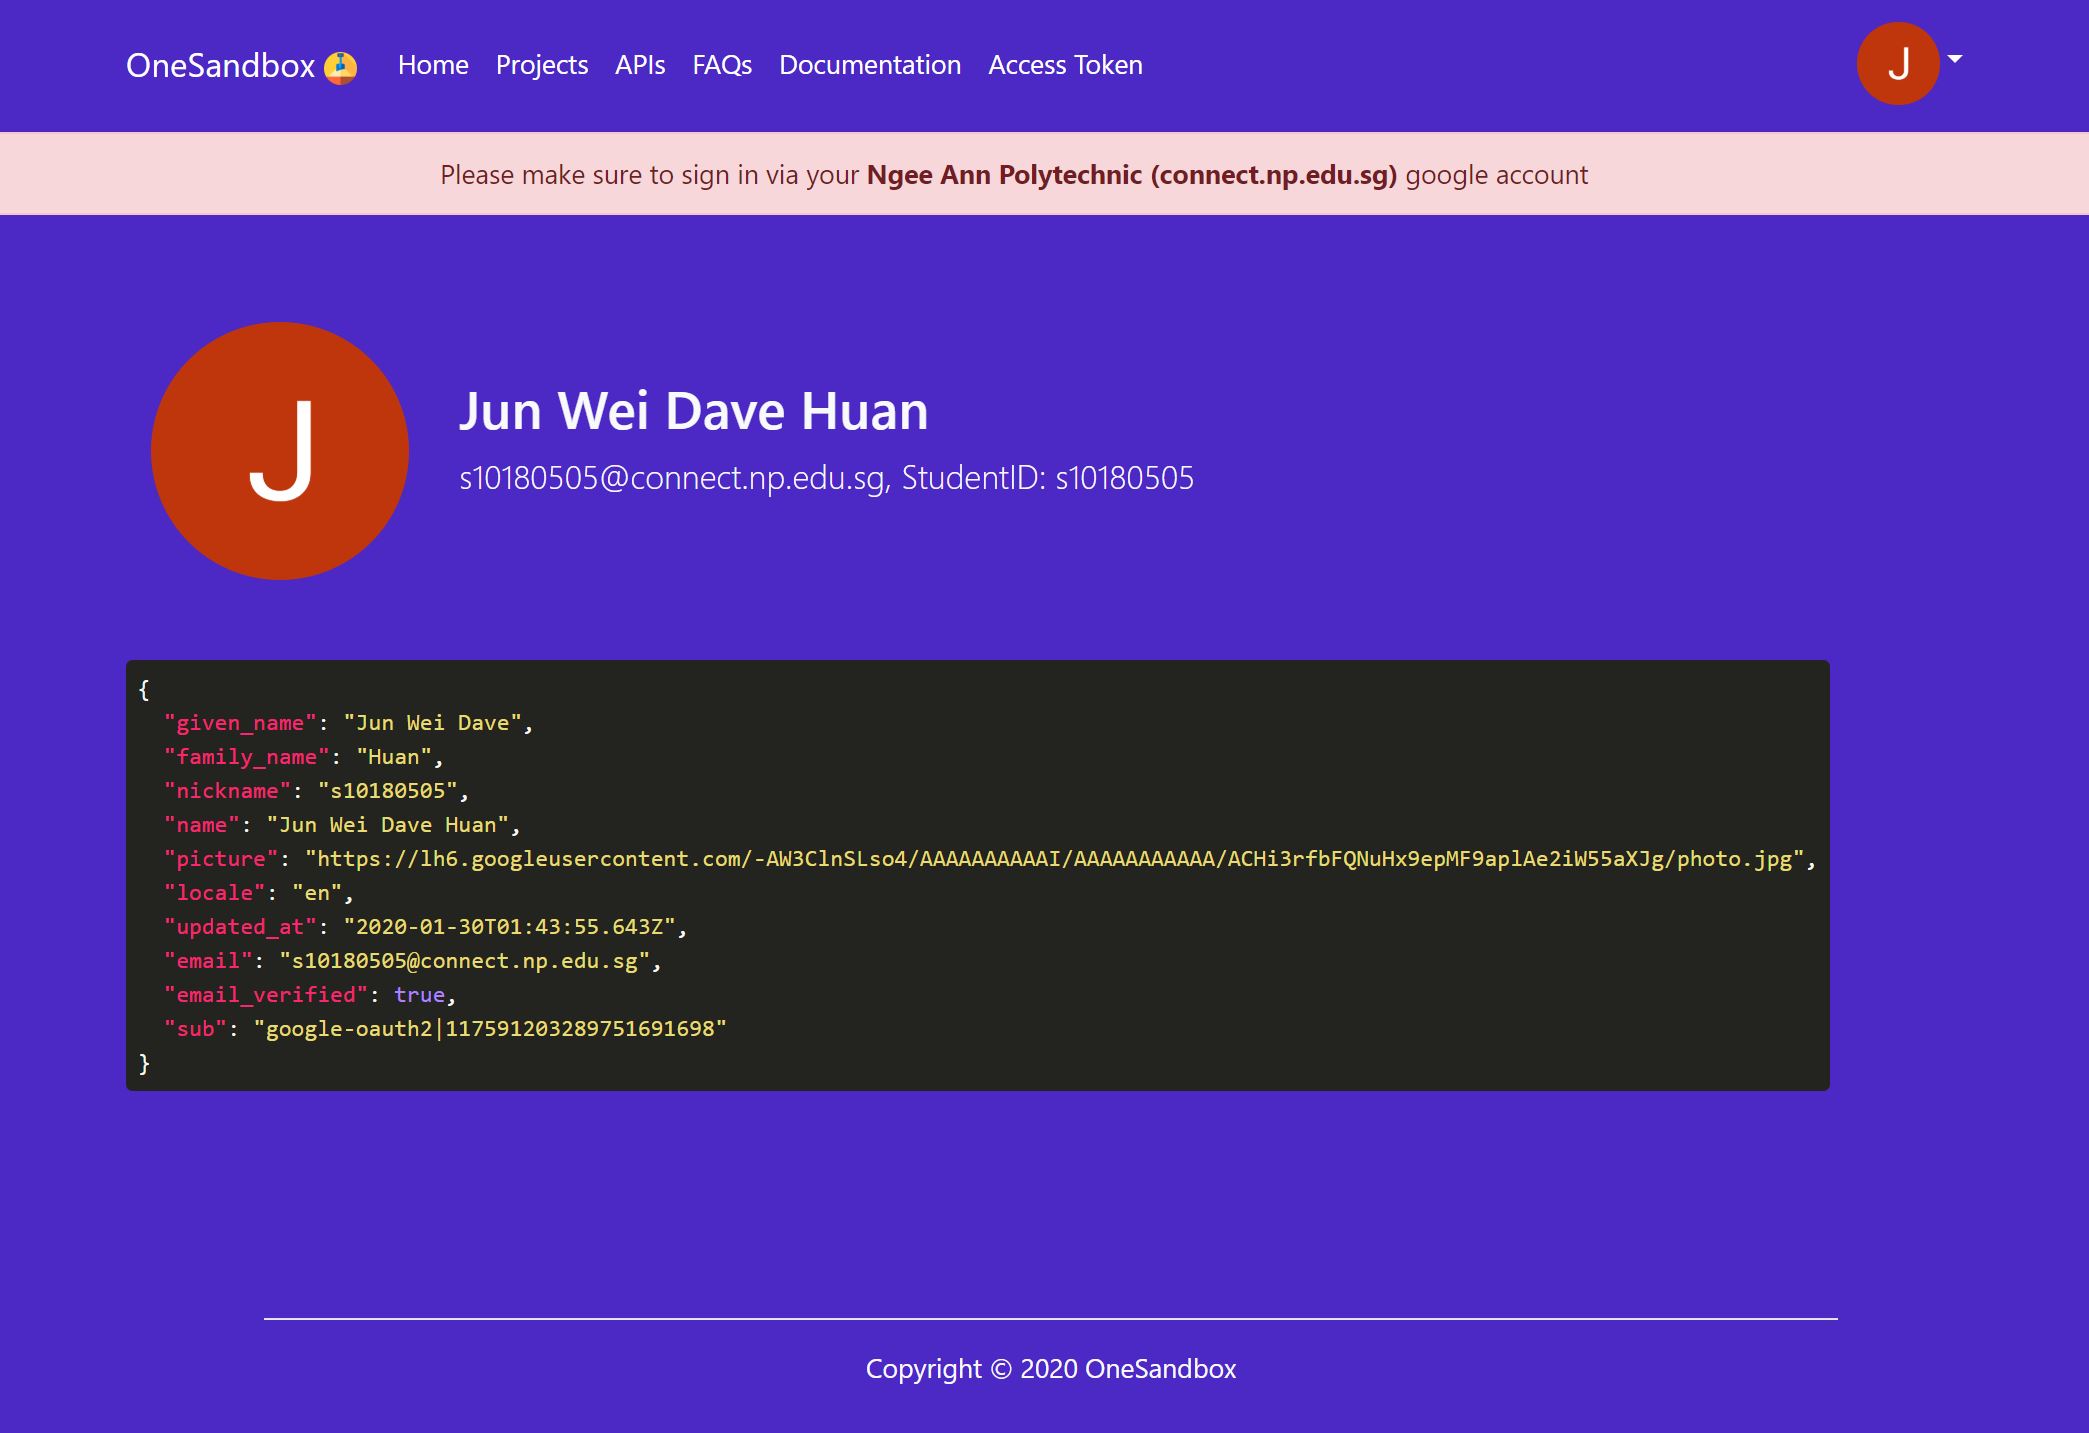 OneSandbox Home Projects APIs FAQs Documentation Access Token J
Please make sure to sign in via your Ngee Ann Polytechnic (connect.np.edu.sg) google account
J
Jun Wei Dave Huan
s10180505@connect.np.edu.sg, StudentID: s10180505
{
"given_name": "Jun Wei Dave",
"family_name": "Huan",
"nickname": "s10180505",
"name": "Jun Wei Dave Huan",
"picture": "https://lh6.googleusercontent.com/-AW3ClnSLso4/AAAAAAAAAAI/AAAAAAAAAAA/ACHi3rfbFQNuHx9epMF9aplAe2iW55aXJg/photo.jpg",
"locale": "en",
"updated_at": "2020-01-30T01:43:55.643Z",
"email": "s10180505@connect.np.edu.sg",
"email_verified": true,
"sub": "google-oauth2|117591203289751691698"
}
Copyright © 2020 OneSandbox